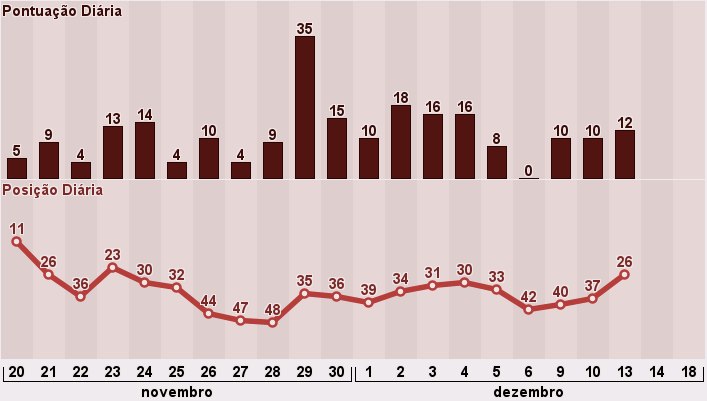 Pontuação Diária
5 9 4 13 14 4 10 4 9 35 15 10 18 16 16 8 0 10 10 12
Posição Diária
11 26 36 23 30 32 44 47 48 35 36 39 34 31 30 33 42 40 37 26
20 21 22 23 24 25 26 27 28 29 30 1 2 3 4 5 6 9 10 13 14 18
novembro dezembro